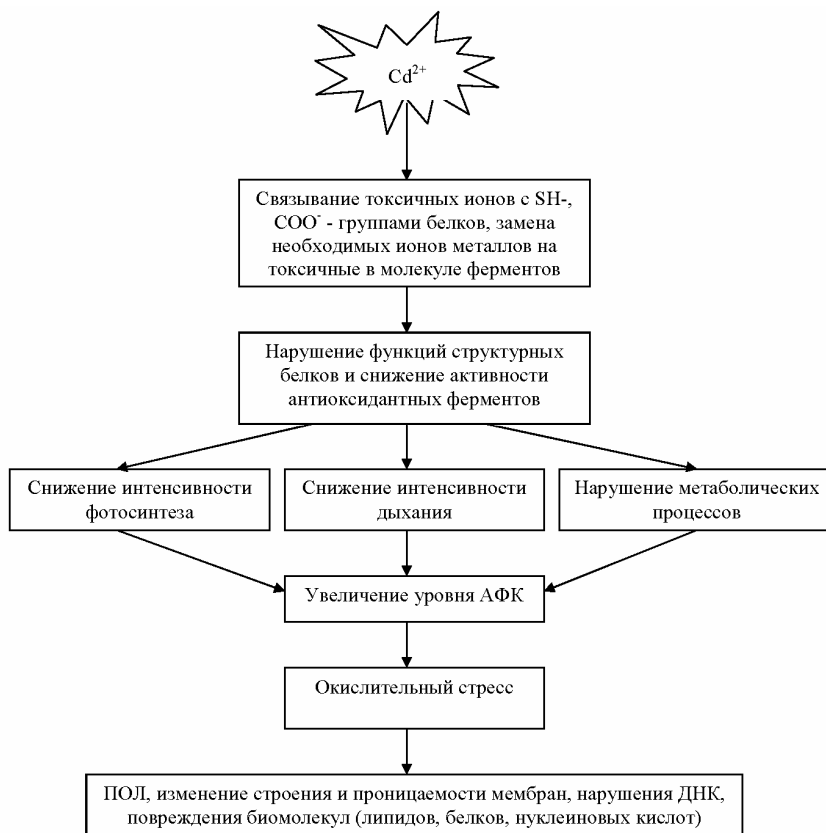 Cd²⁺
Связывание токсичных ионов с SH-,
COO⁻ - группами белков, замена
необходимых ионов металлов на
токсичные в молекуле ферментов
Нарушение функций структурных
белков и снижение активности
антиоксидантных ферментов
Снижение интенсивности
фотосинтеза
Снижение интенсивности
дыхания
Нарушение метаболических
процессов
Увеличение уровня АФК
Окислительный стресс
ПОЛ, изменение строения и проницаемости мембран, нарушения ДНК,
повреждения биомолекул (липидов, белков, нуклеиновых кислот)